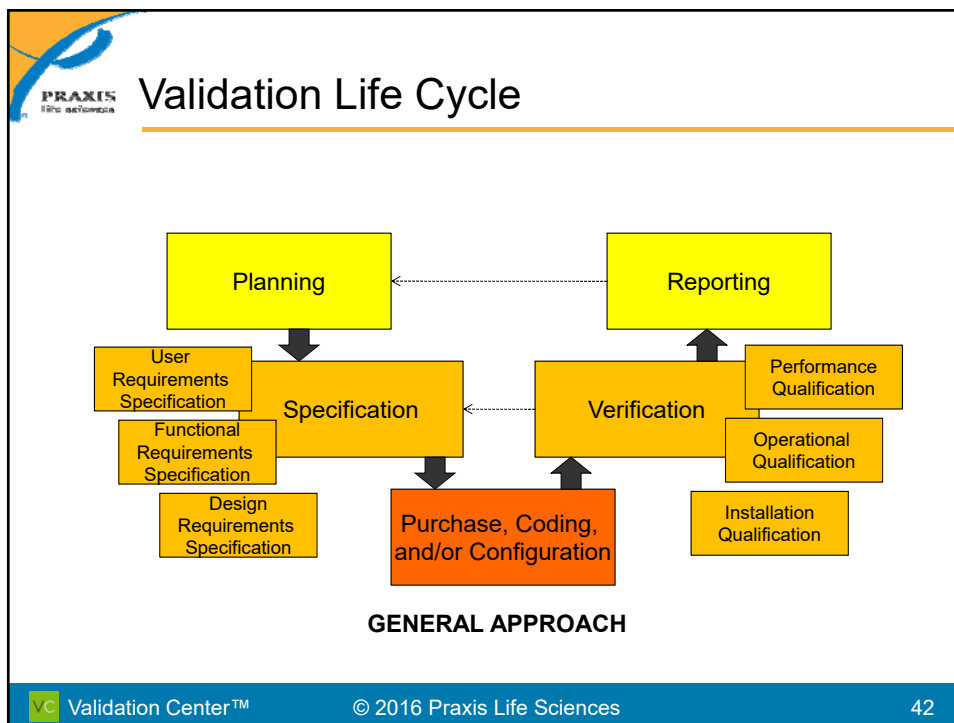 PRAXIS
life sciences
Validation Life Cycle
Planning
Reporting
User
Requirements
Specification
Specification
Verification
Performance
Qualification
Functional
Requirements
Specification
Operational
Qualification
Design
Requirements
Specification
Purchase, Coding,
and/or Configuration
Installation
Qualification
GENERAL APPROACH
VC Validation Center™ © 2016 Praxis Life Sciences 42